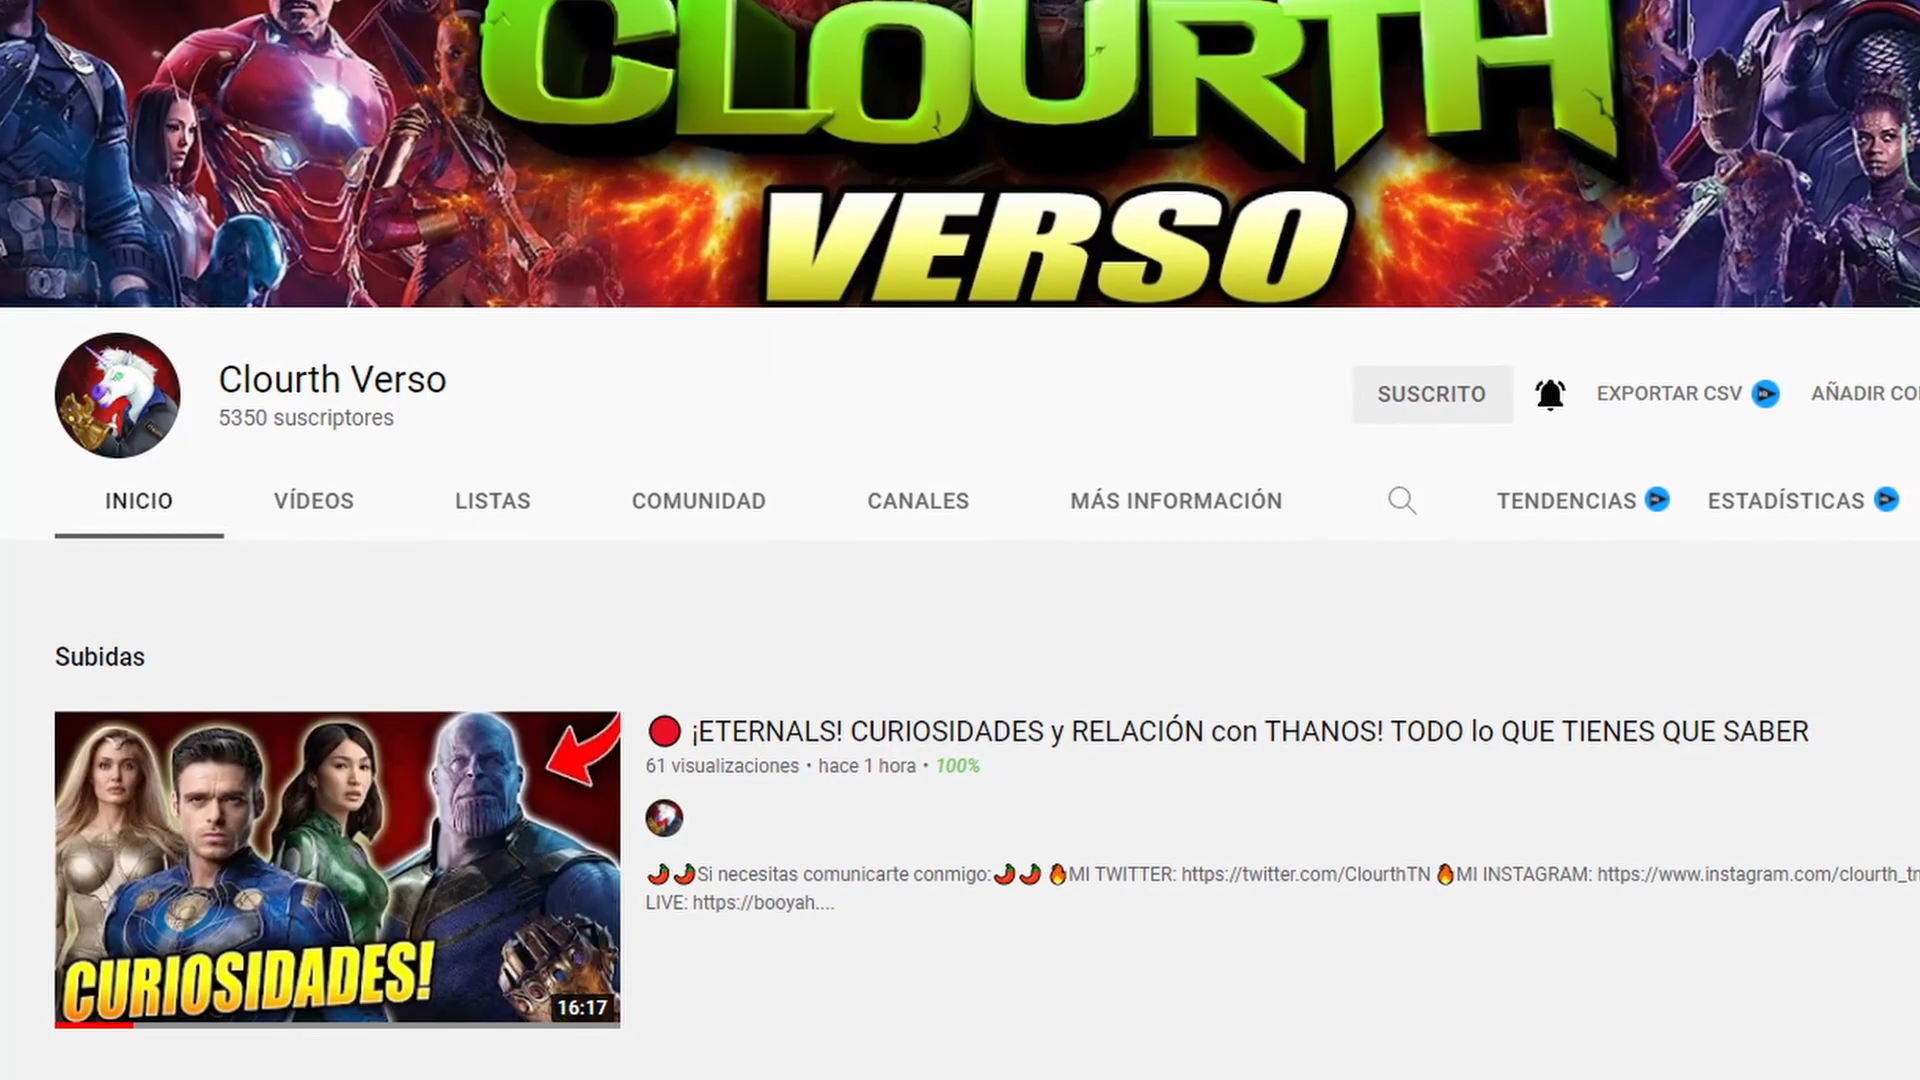 CLOURTH
VERSO
Clourth Verso
5350 suscriptores
SUSCRITO
EXPORTAR CSV
AÑADIR
INICIO
VÍDEOS
LISTAS
COMUNIDAD
CANALES
MÁS INFORMACIÓN
TENDENCIAS
ESTADÍSTICAS
Subidas
CURIOSIDADES!
16:17
🔴 ¡ETERNALS! CURIOSIDADES y RELACIÓN con THANOS! TODO lo QUE TIENES QUE SABER
61 visualizaciones • hace 1 hora • 100%
🌶️🌶️Si necesitas comunicarte conmigo:🌶️🌶️ 🔥MI TWITTER: https://twitter.com/ClourthTN 🔥MI INSTAGRAM: https://www.instagram.com/clourth_tn
LIVE: https://booyah....